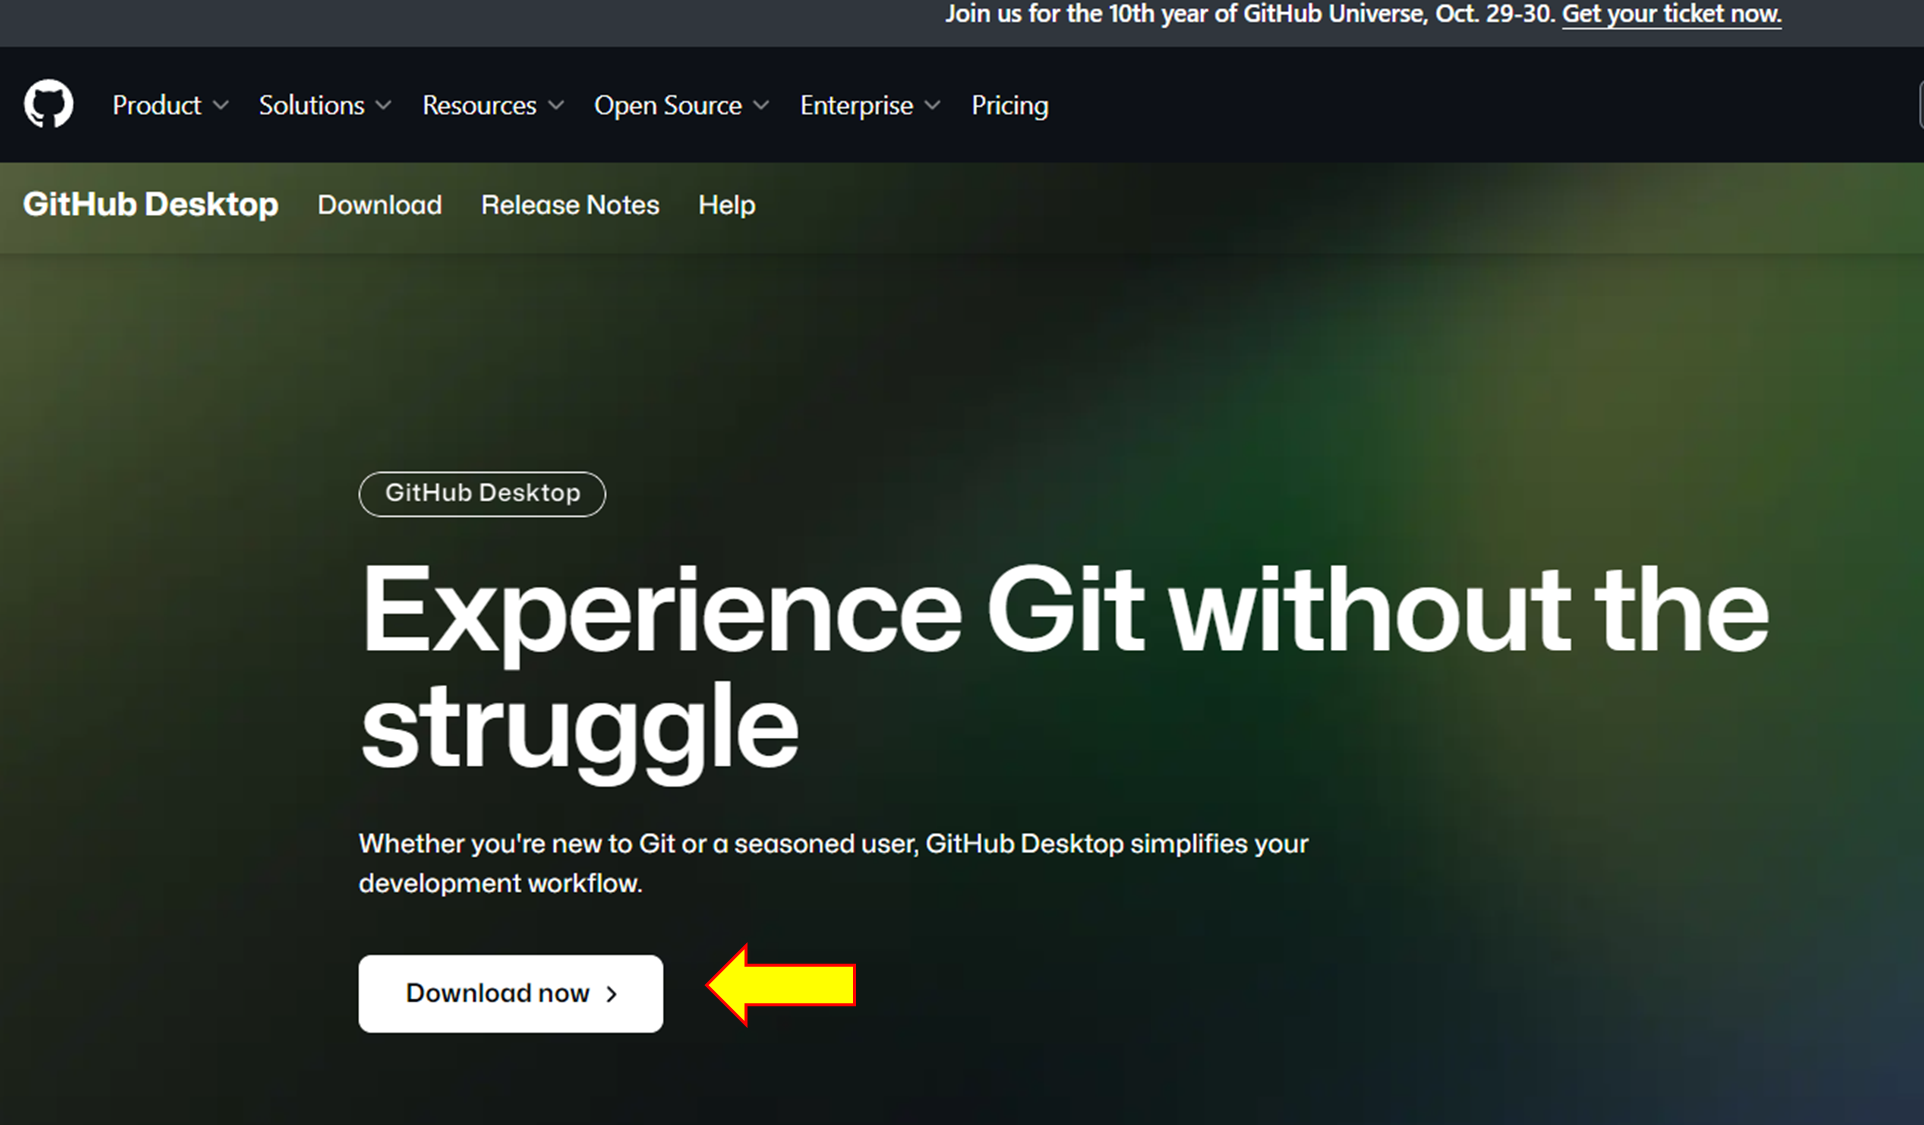 Join us for the 10th year of GitHub Universe, Oct. 29-30. Get your ticket now.
Product Solutions Resources Open Source Enterprise Pricing
GitHub Desktop Download Release Notes Help
GitHub Desktop
Experience Git without the
struggle
Whether you're new to Git or a seasoned user, GitHub Desktop simplifies your
development workflow.
Download now